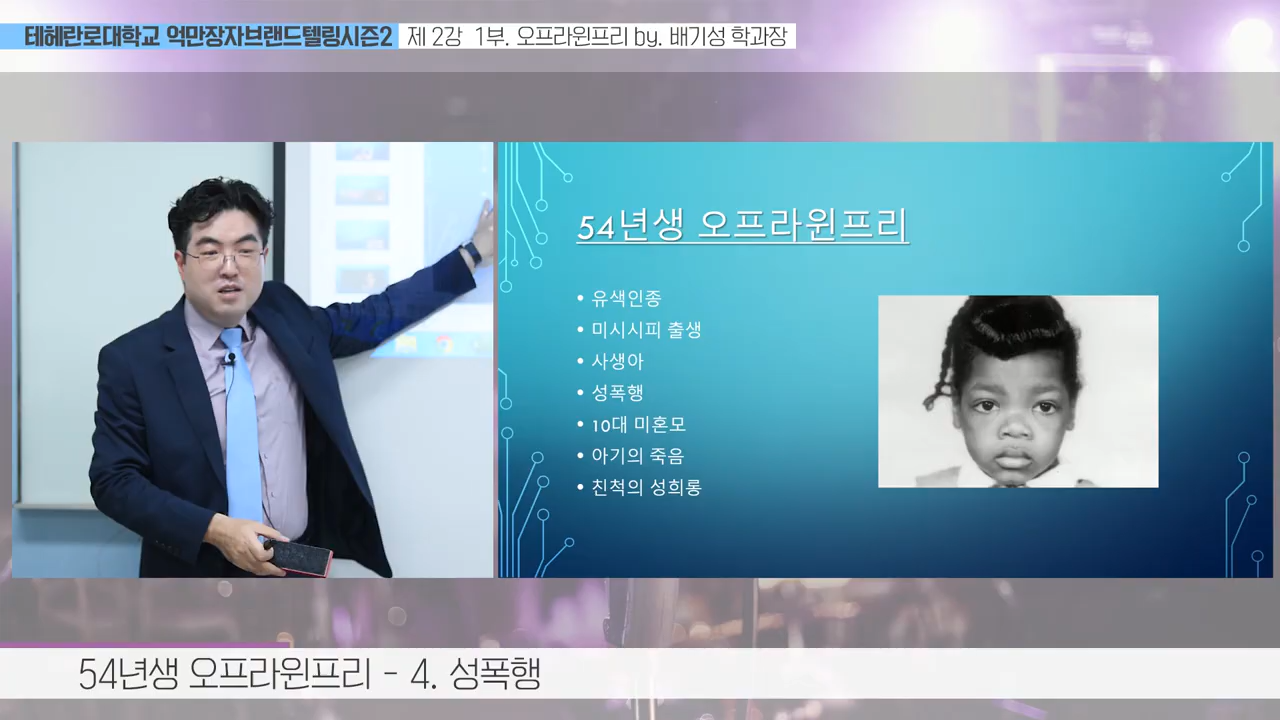 테헤란로대학교 억만장자브랜드텔링시즌2 제 2강 1부. 오프라윈프리 by. 배기성 학과장
54년생 오프라윈프리
• 유색인종
• 미시시피 출생
• 사생아
• 성폭행
• 10대 미혼모
• 아기의 죽음
• 친척의 성희롱
54년생 오프라윈프리 - 4. 성폭행